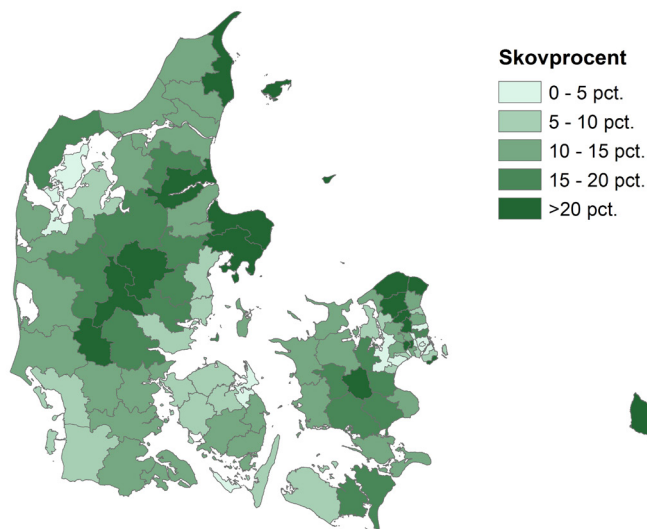 Skovprocent
0 - 5 pct.
5 - 10 pct.
10 - 15 pct.
15 - 20 pct.
>20 pct.